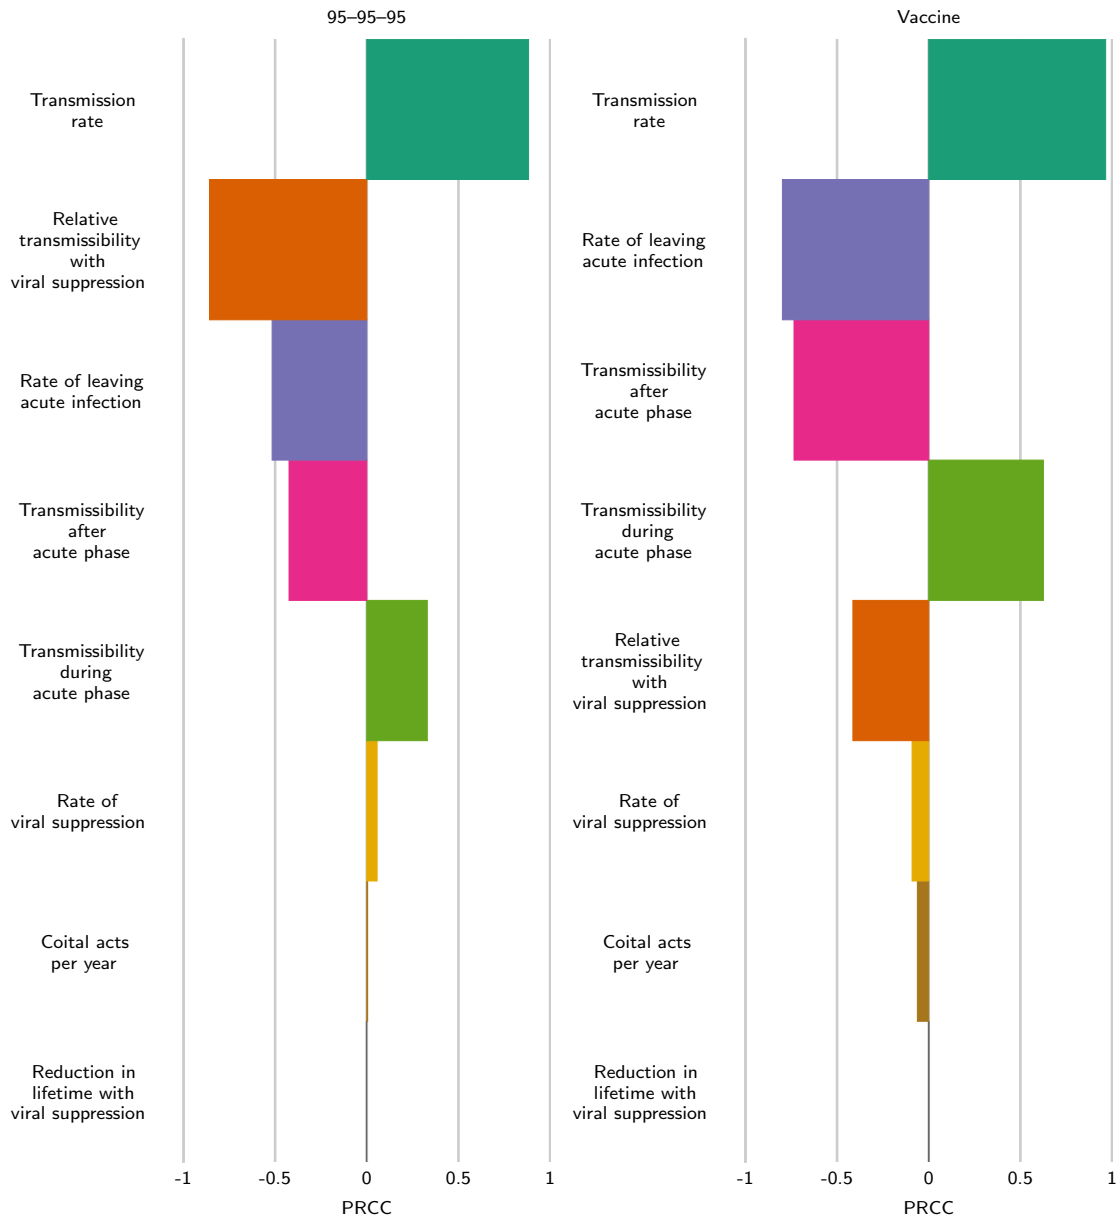 95–95–95
Transmission
rate
Relative
transmissibility
with
viral suppression
Rate of leaving
acute infection
Transmissibility
after
acute phase
Transmissibility
during
acute phase
Rate of
viral suppression
Coital acts
per year
Reduction in
lifetime with
viral suppression
-1
-0.5
0
0.5
1
PRCC
Vaccine
Transmission
rate
Rate of leaving
acute infection
Transmissibility
after
acute phase
Transmissibility
during
acute phase
Relative
transmissibility
with
viral suppression
Rate of
viral suppression
Coital acts
per year
Reduction in
lifetime with
viral suppression
-1
-0.5
0
0.5
1
PRCC